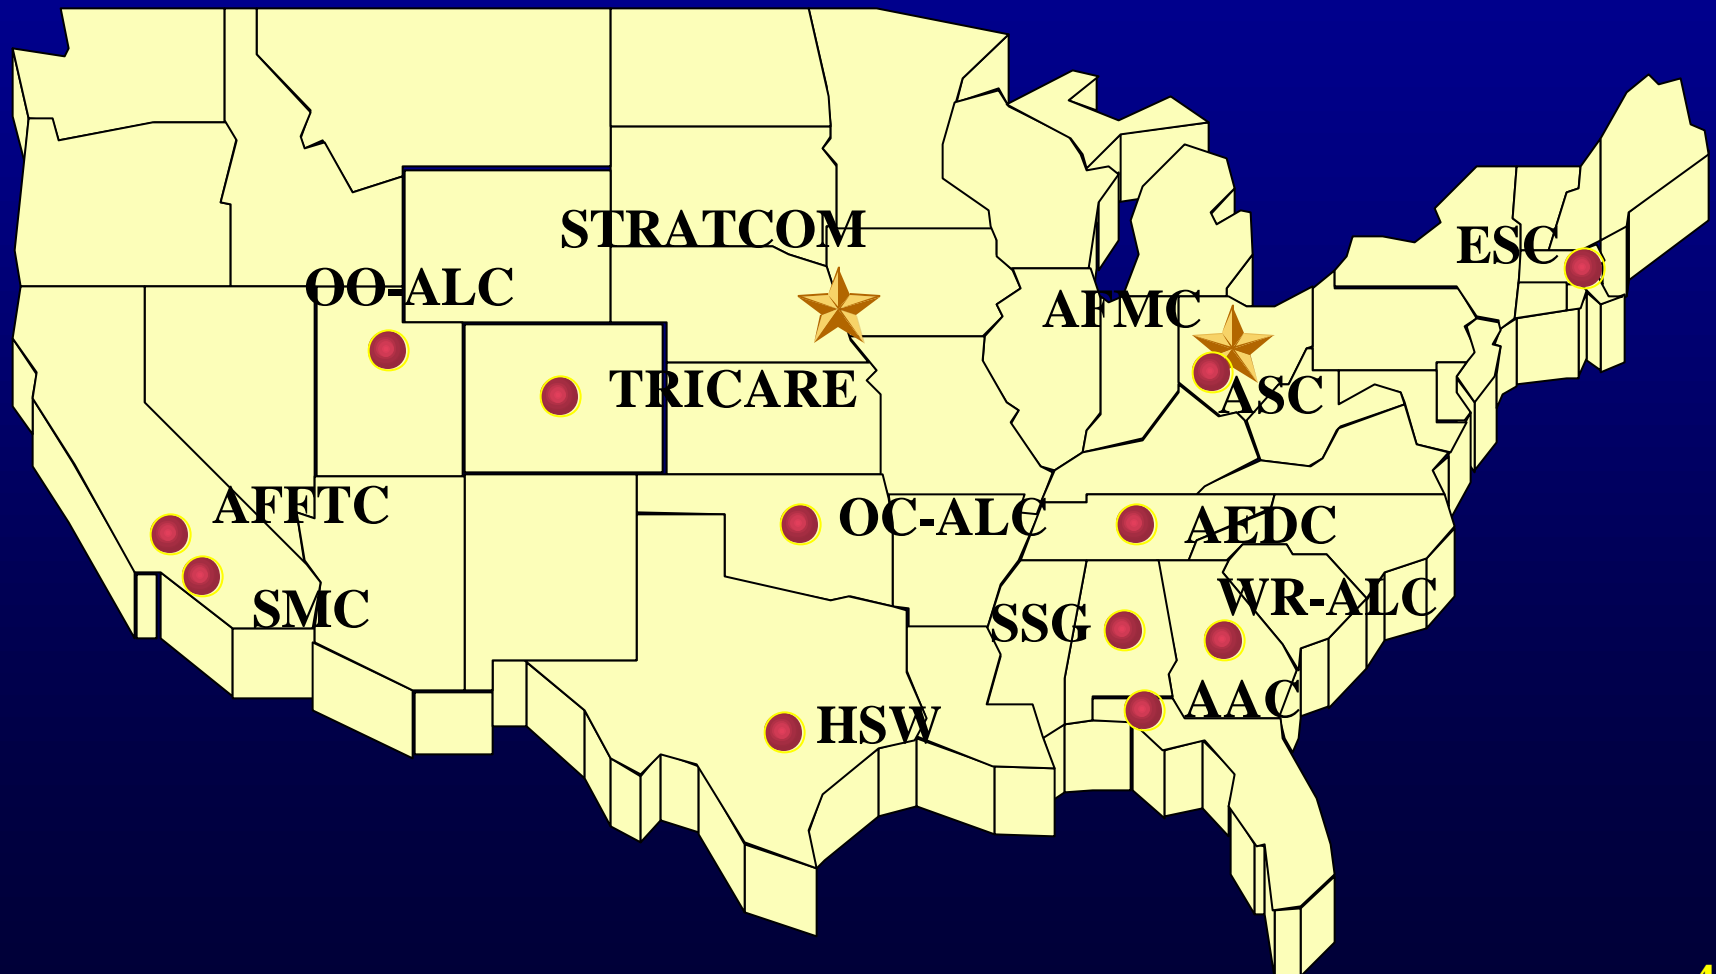 STRATCOM
ESC
OO-ALC
AFMC
TRICARE
ASC
AFFTC
OC-ALC
AEDC
SMC
SSG
WR-ALC
AAC
HSW